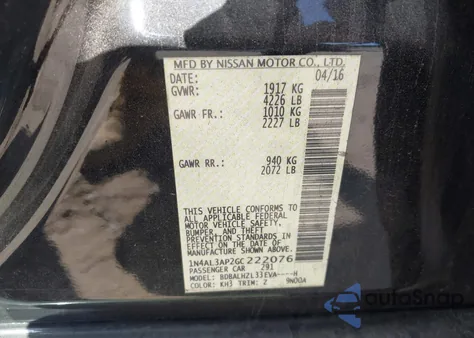 MFD BY NISSAN MOTOR CO., LTD.
DATE: 04/16
GVWR: 1917 KG
4226 LB
GAWR FR: 1010 KG
2227 LB
GAWR RR: 940 KG
2072 LB
THIS VEHICLE CONFORMS TO ALL
APPLICABLE FEDERAL
MOTOR VEHICLE SAFETY,
BUMPER, AND THEFT
PREVENTION STANDARDS
IN EFFECT ON THE DATE OF
MANUFACTURE SHOWN ABOVE
1N4AL3AP2GC222076
PASSENGER CAR 291
MODEL: BDBALHZL33EVA----H
COLOR: KH3 TRIM: Z 9N00A
autoSnap